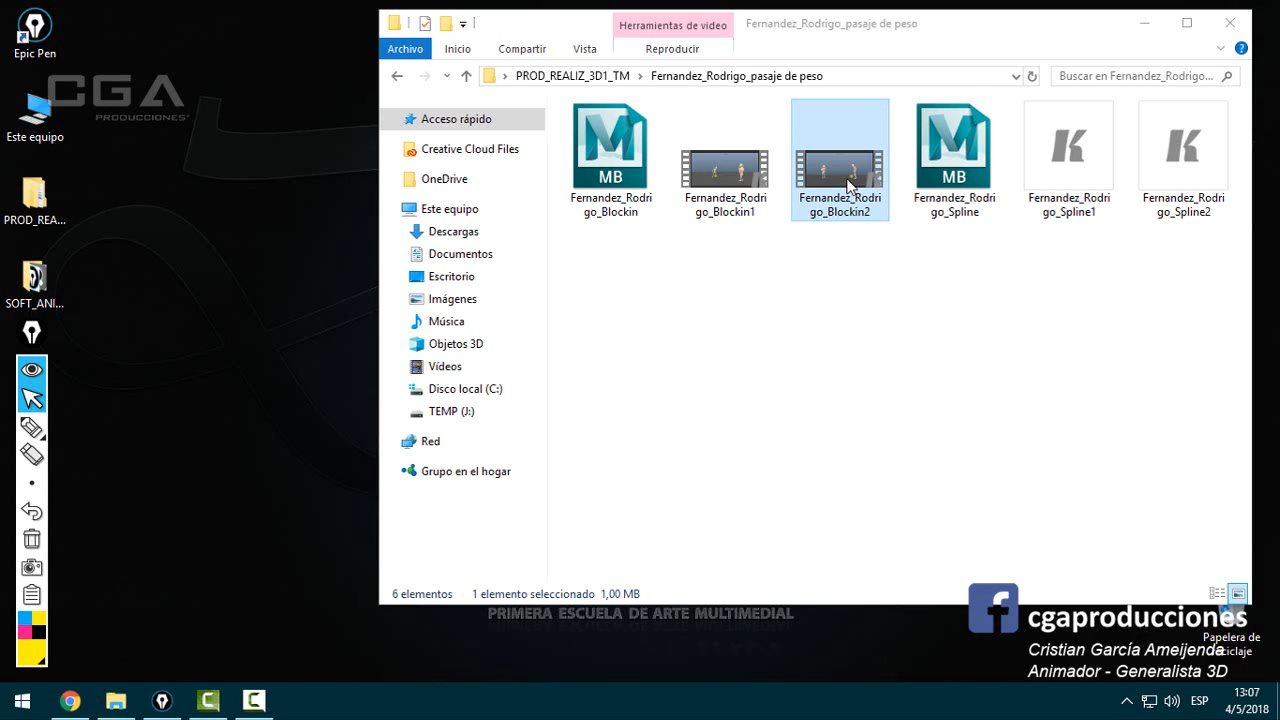 Epic Pen
CGA
PRODUCCIONES
Este equipo
PROD_REA...
SOFT_ANI...
Herramientas de video
Fernandez_Rodrigo_pasaje de peso
Archivo
Inicio
Compartir
Vista
Reproducir
PROD_REALIZ_3D1_TM
Fernandez_Rodrigo_pasaje de peso
Buscar en Fernandez_Rodrigo...
Acceso rápido
Creative Cloud Files
OneDrive
Este equipo
Descargas
Documentos
Escritorio
Imágenes
Música
Objetos 3D
Vídeos
Disco local (C:)
TEMP (J:)
Red
Grupo en el hogar
MB
Fernandez_Rodri
go_Blockin
Fernandez_Rodri
go_Blockin1
Fernandez_Rodri
go_Blockin2
MB
Fernandez_Rodri
go_Spline
K
Fernandez_Rodri
go_Spline1
K
Fernandez_Rodri
go_Spline2
6 elementos
1 elemento seleccionado 1,00 MB
PRIMERA ESCUELA DE ARTE MULTIMEDIAL
cgaproducciones
Cristian García Ameijenda
Animador - Generalista 3D
Papelera de
reciclaje
ESP
13:07
4/5/2018